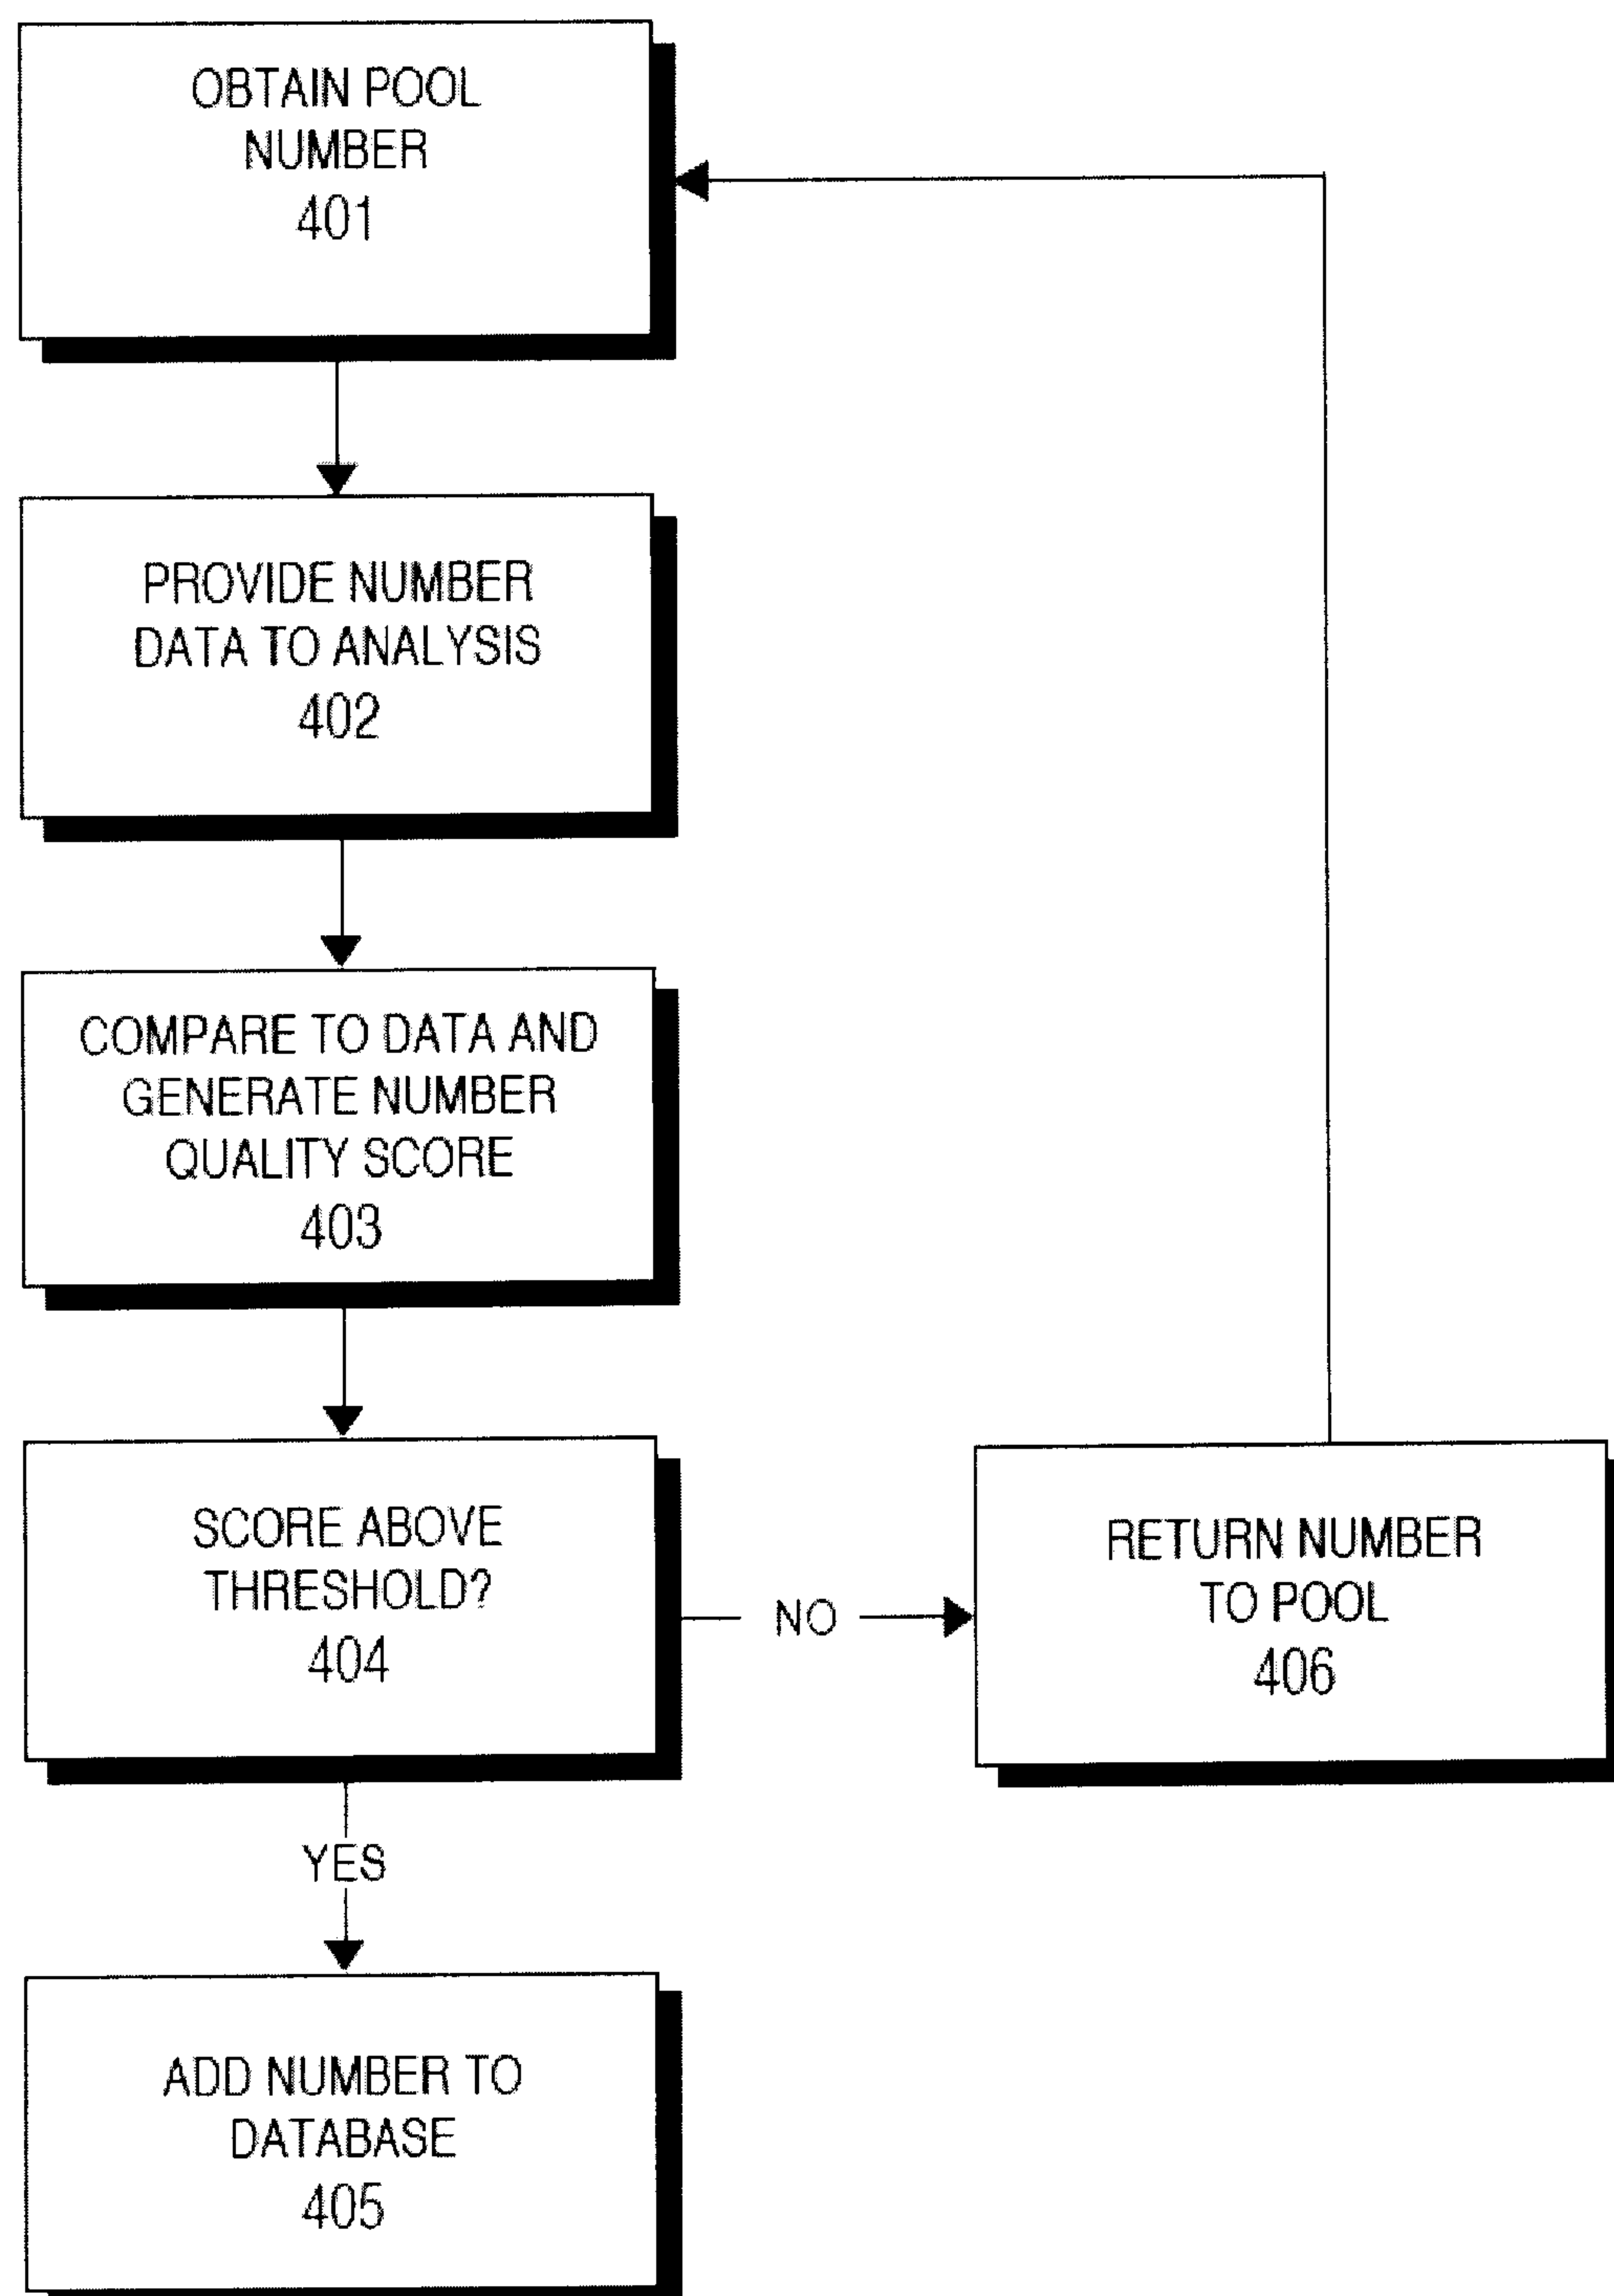 OBTAIN POOL
NUMBER
401
PROVIDE NUMBER
DATA TO ANALYSIS
402
COMPARE TO DATA AND
GENERATE NUMBER
QUALITY SCORE
403
SCORE ABOVE
THRESHOLD?
404
NO
RETURN NUMBER
TO POOL
406
YES
ADD NUMBER TO
DATABASE
405